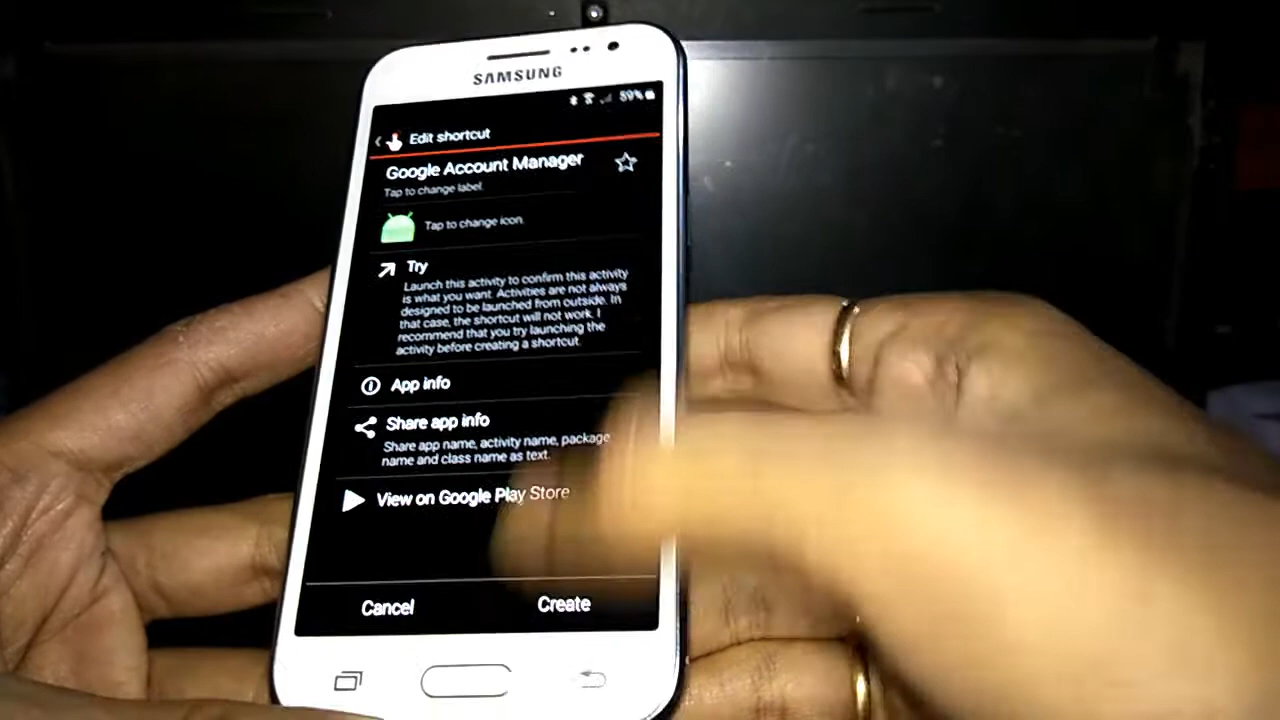 SAMSUNG
59%
Edit shortcut
Google Account Manager
Tap to change label.
Tap to change icon.
Try
Launch this activity to confirm this activity
is what you want. Activities are not always
designed to be launched from outside. In
that case, the shortcut will not work. I
recommend that you try launching the
activity before creating a shortcut.
App info
Share app info
Share app name, activity name, package
name and class name as text.
View on Google Play Store
Cancel
Create